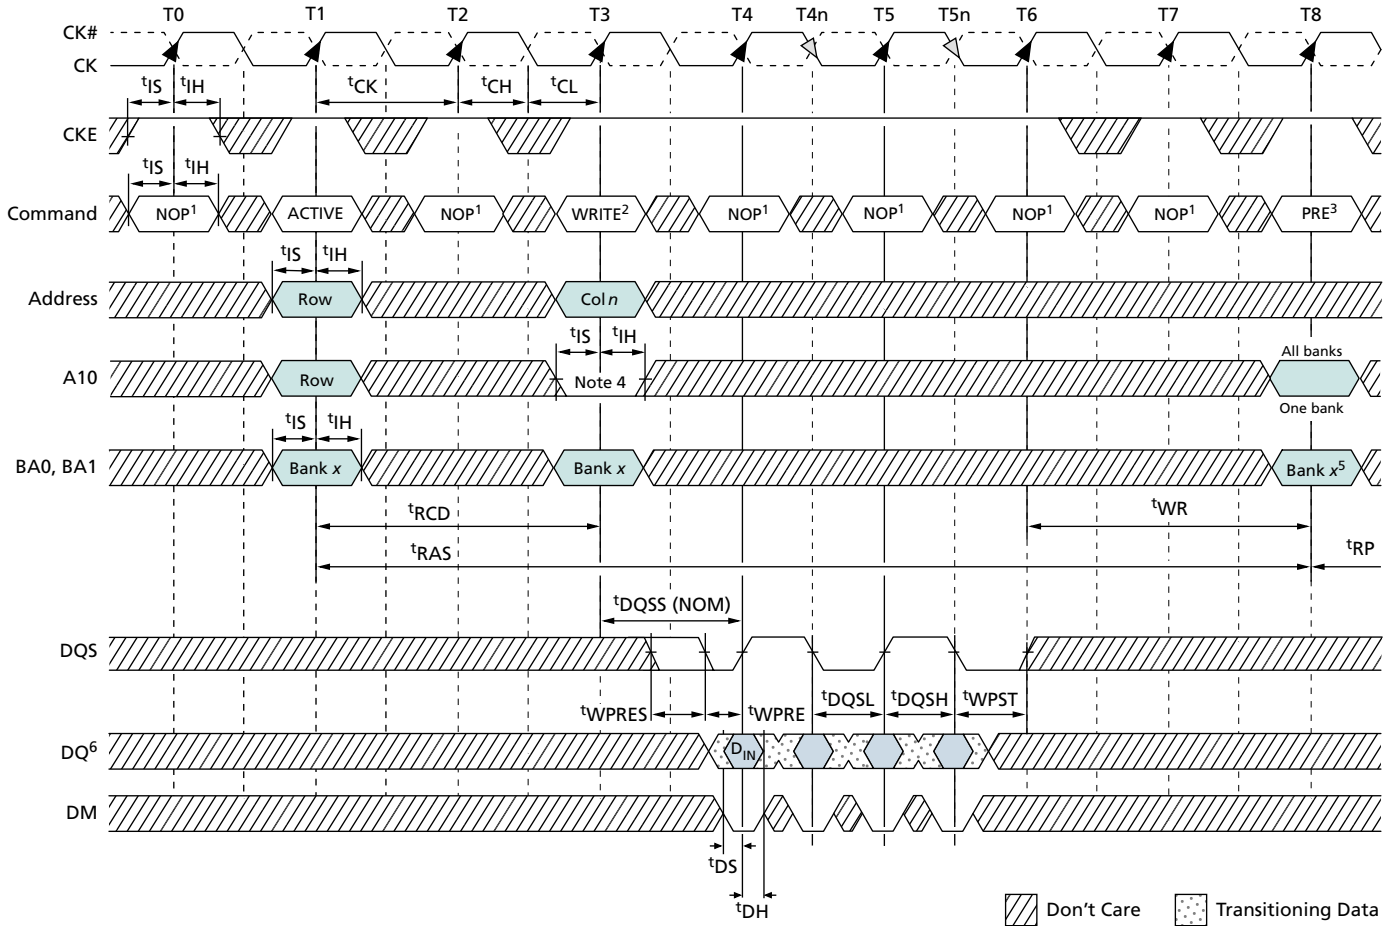 T0 T1 T2 T3 T4 T4n T5 T5n T6 T7 T8
CK#
CK
tIS tIH tCK tCH tCL
CKE
tIS tIH
Command NOP1 ACTIVE NOP1 WRITE2 NOP1 NOP1 NOP1 NOP1 PRE3
tIS tIH
Address Row Col n
tIS tIH
All banks
A10 Row Note 4
One bank
tIS tIH
BA0, BA1 Bank x Bank x Bank x5
tRCD tWR
tRAS tRP
tDQSS (NOM)
DQS
tWPRES tWPRE tDQSL tDQSH tWPST
DQ6 DIN
DM
tDS
tDH
Don't Care Transitioning Data